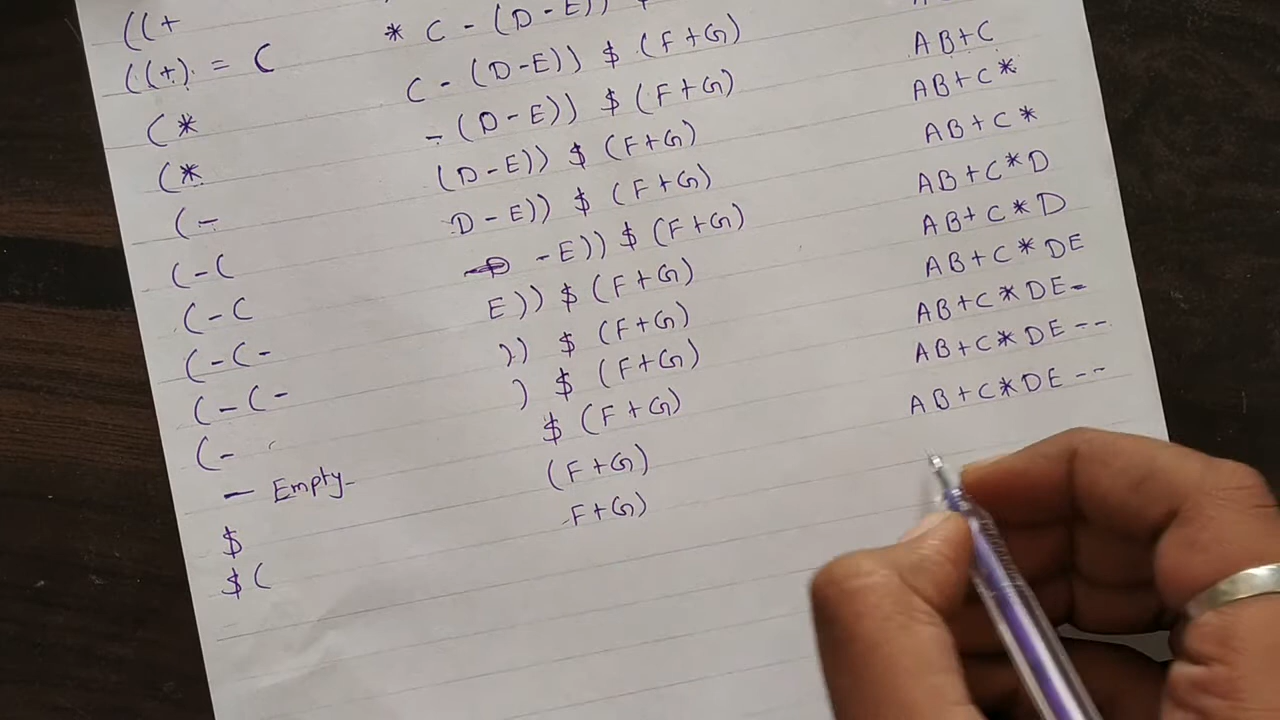 ((+
* C - (D - E))
((+) = C
C - (D - E)) $ (F + G)
AB + C
(*
- (D - E)) $ (F + G)
AB + C *
(*
(D - E)) $ (F + G)
AB + C *
(-
D - E)) $ (F + G)
AB + C * D
(- (
- E)) $ (F + G)
AB + C * D
(- (
E)) $ (F + G)
AB + C * DE
(- ( -
)) $ (F + G)
AB + C * DE -
(- ( -
) $ (F + G)
AB + C * DE - -
(-
$ (F + G)
AB + C * DE - -
— Empty -
(F + G)
$
F + G)
$ (